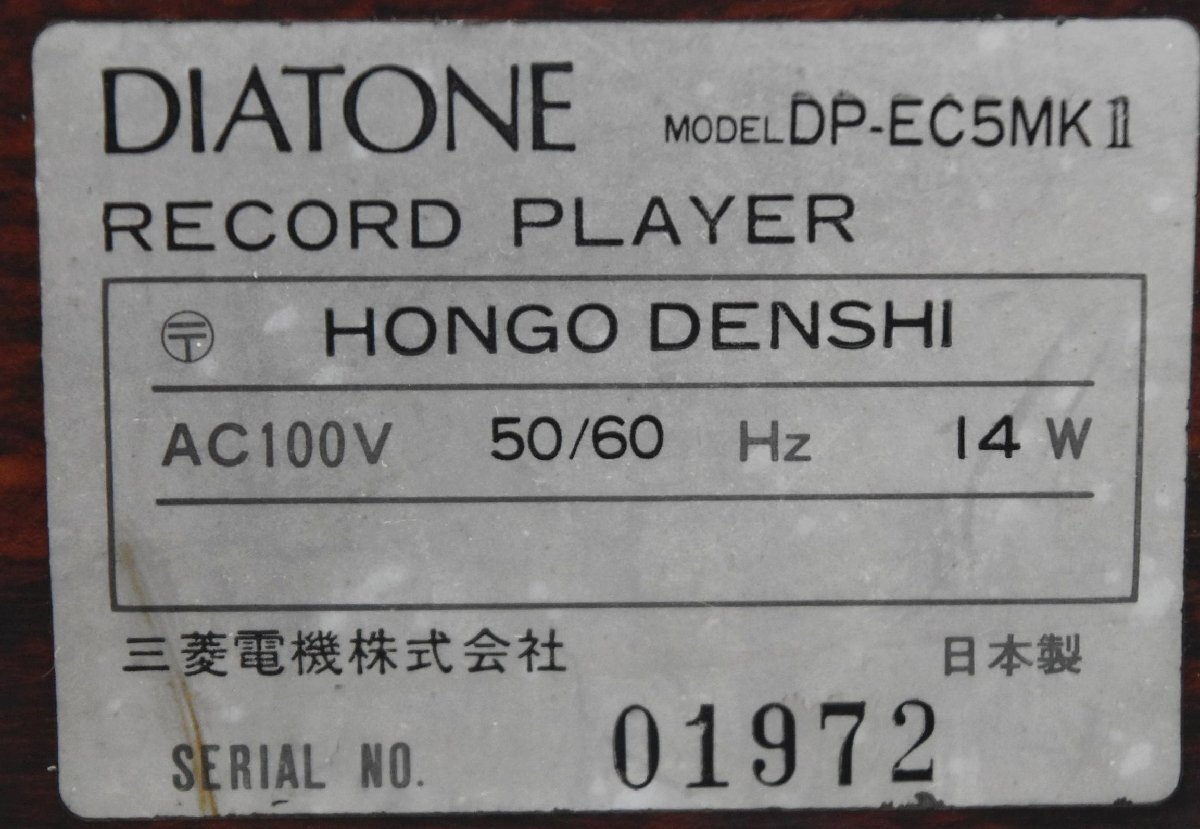 DIATONE MODEL DP-EC5MKⅡ
RECORD PLAYER
〶 HONGO DENSHI
AC100V 50/60 Hz 14 W
三菱電機株式会社 日本製
SERIAL NO. 01972